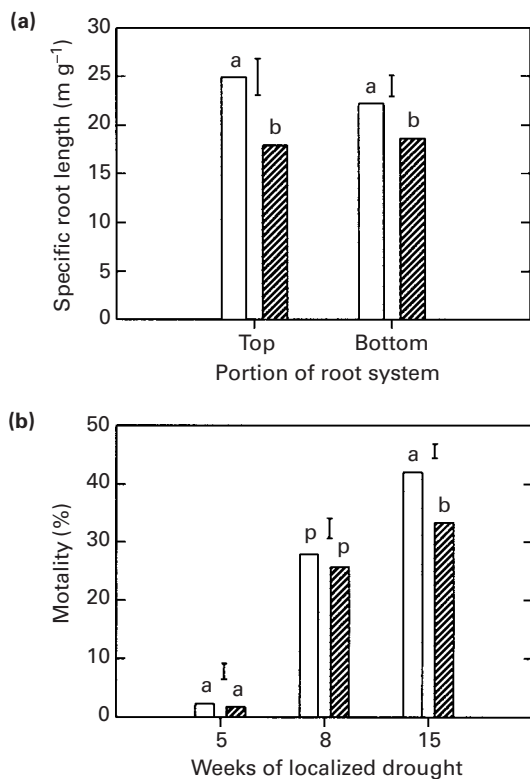 (a)
Specific root length (m g⁻¹)
30
25
20
15
10
5
0
a
b
a
b
Top Bottom
Portion of root system
(b)
Motality (%)
50
40
30
20
10
0
a a
p p
a
b
5 8 15
Weeks of localized drought